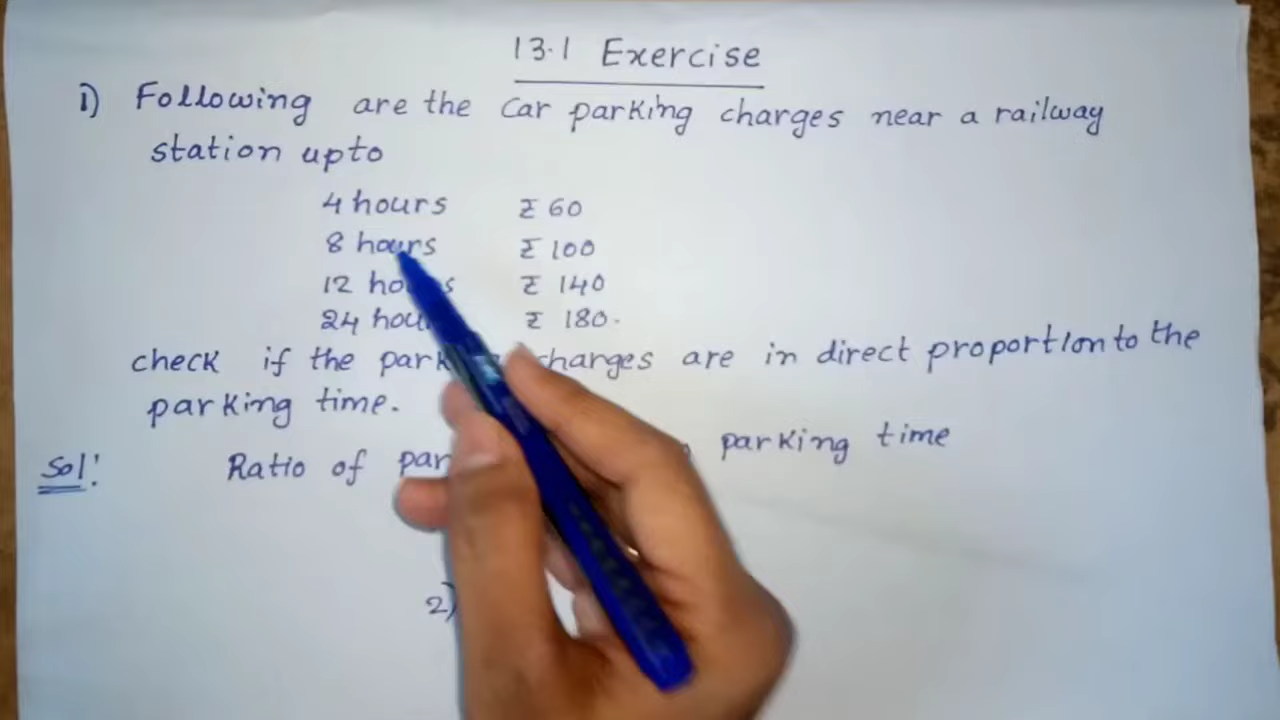 13.1 Exercise
1) Following are the car parking charges near a railway
station upto
4 hours ₹ 60
8 hours ₹ 100
12 ₹ 140
24 ₹ 180.
check if the charges are in direct proportion to the
parking time.
Sol: Ratio of parking time
2)